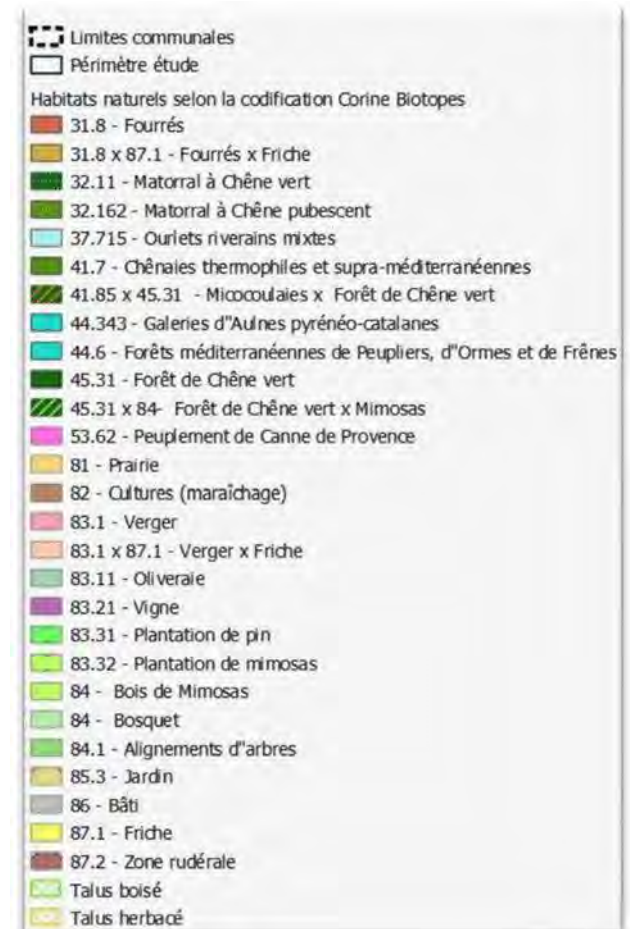 Limites communales
Périmètre étude
Habitats naturels selon la codification Corine Biotopes
31.8 - Fourrés
31.8 x 87.1 - Fourrés x Friche
32.11 - Matorral à Chêne vert
32.162 - Matorral à Chêne pubescent
37.715 - Ourlets riverains mixtes
41.7 - Chênaies thermophiles et supra-méditerranéennes
41.85 x 45.31 - Micocoulaies x Forêt de Chêne vert
44.343 - Galeries d"Aulnes pyrénéo-catalanes
44.6 - Forêts méditerranéennes de Peupliers, d"Ormes et de Frênes
45.31 - Forêt de Chêne vert
45.31 x 84- Forêt de Chêne vert x Mimosas
53.62 - Peuplement de Canne de Provence
81 - Prairie
82 - Cultures (maraîchage)
83.1 - Verger
83.1 x 87.1 - Verger x Friche
83.11 - Oliveraie
83.21 - Vigne
83.31 - Plantation de pin
83.32 - Plantation de mimosas
84 - Bois de Mimosas
84 - Bosquet
84.1 - Alignements d"arbres
85.3 - Jardin
86 - Bâti
87.1 - Friche
87.2 - Zone rudérale
Talus boisé
Talus herbacé